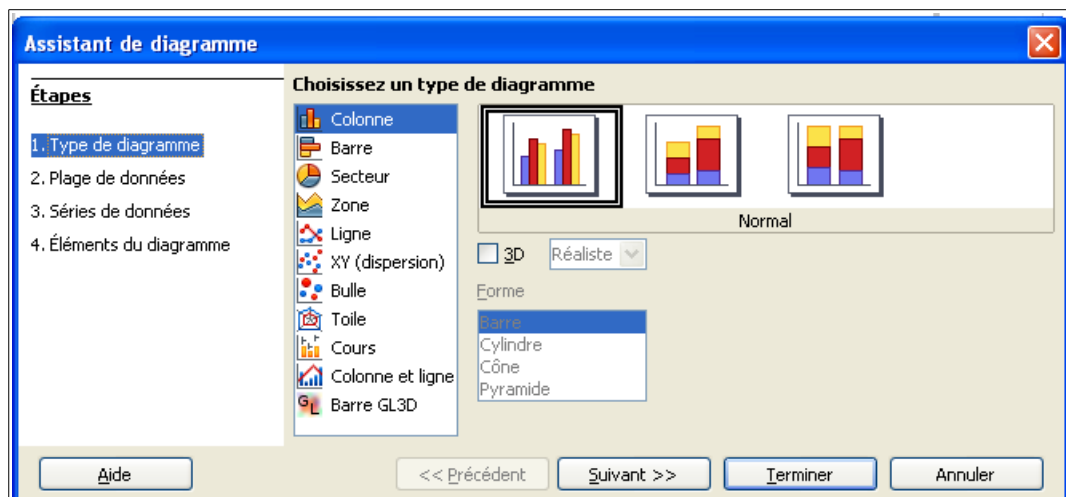 Assistant de diagramme
Étapes
1. Type de diagramme
2. Plage de données
3. Séries de données
4. Éléments du diagramme
Choisissez un type de diagramme
Colonne
Barre
Secteur
Zone
Ligne
XY (dispersion)
Bulle
Toile
Cours
Colonne et ligne
Barre GL3D
Normal
3D
Réaliste
Forme
Barre
Cylindre
Cône
Pyramide
Aide
<< Précédent
Suivant >>
Terminer
Annuler